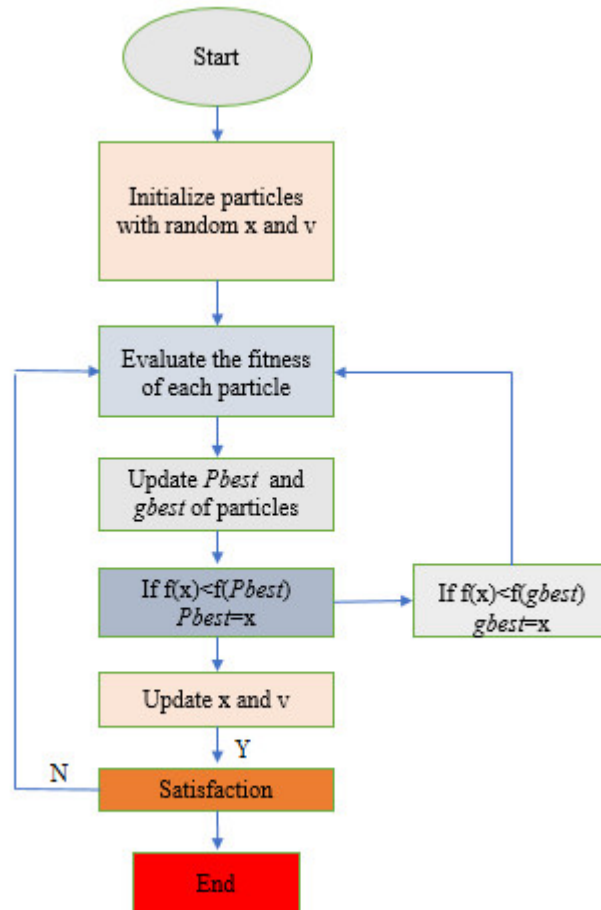 Start
Initialize particles
with random x and v
Evaluate the fitness
of each particle
Update Pbest and
gbest of particles
If f(x)<f(Pbest)
Pbest=x
If f(x)<f(gbest)
gbest=x
Update x and v
Y
N
Satisfaction
End